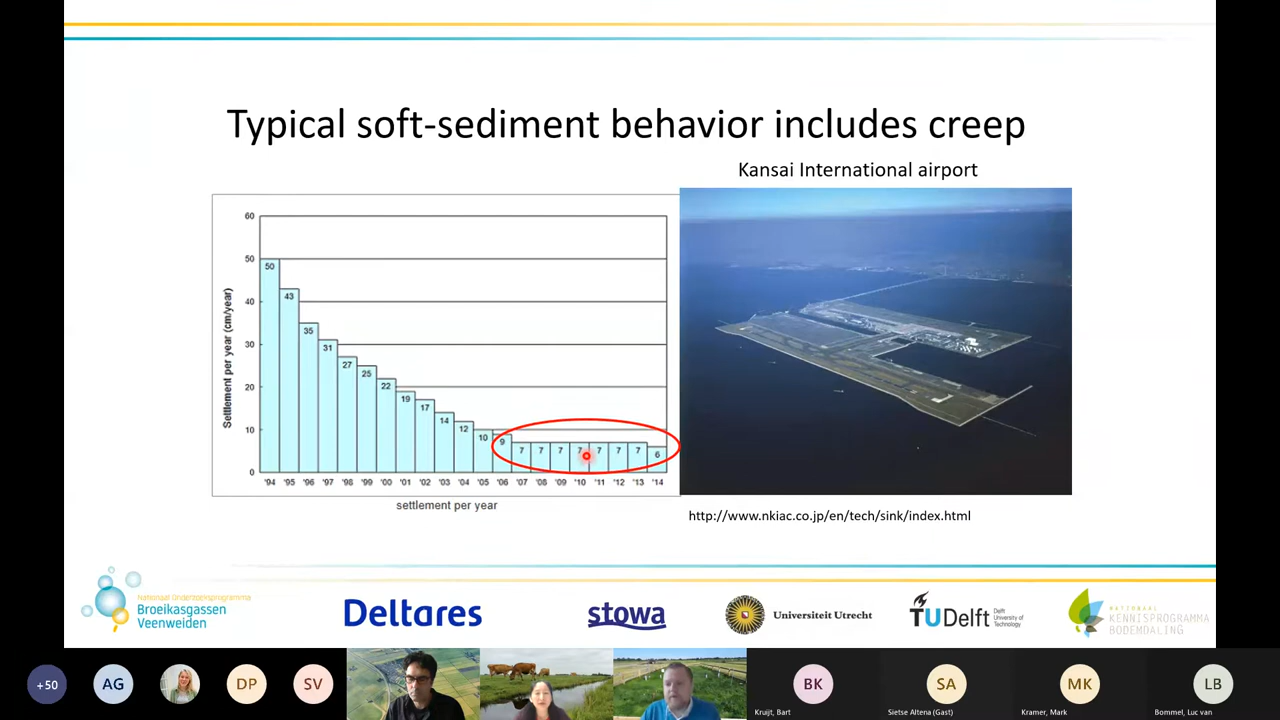 Typical soft-sediment behavior includes creep
Kansai International airport
60
50
40
30
20
10
0
Settlement per year (cm/year)
50
43
35
31
27
25
22
19
17
14
12
10
9
7
7
7
7
7
7
7
6
'94 '95 '96 '97 '98 '99 '00 '01 '02 '03 '04 '05 '06 '07 '08 '09 '10 '11 '12 '13 '14
settlement per year
http://www.nkiac.co.jp/en/tech/sink/index.html
Nationaal Onderzoeksprogramma
Broeikasgassen
Veenweiden
Deltares
stowa
Universiteit Utrecht
TUDelft
Delft
University of
Technology
NATIONAAL
KENNISPROGRAMMA
BODEMDALING
+50
AG
DP
SV
BK
Kruijt, Bart
SA
Sietse Altena (Gast)
MK
Kramer, Mark
LB
Bommel, Luc van